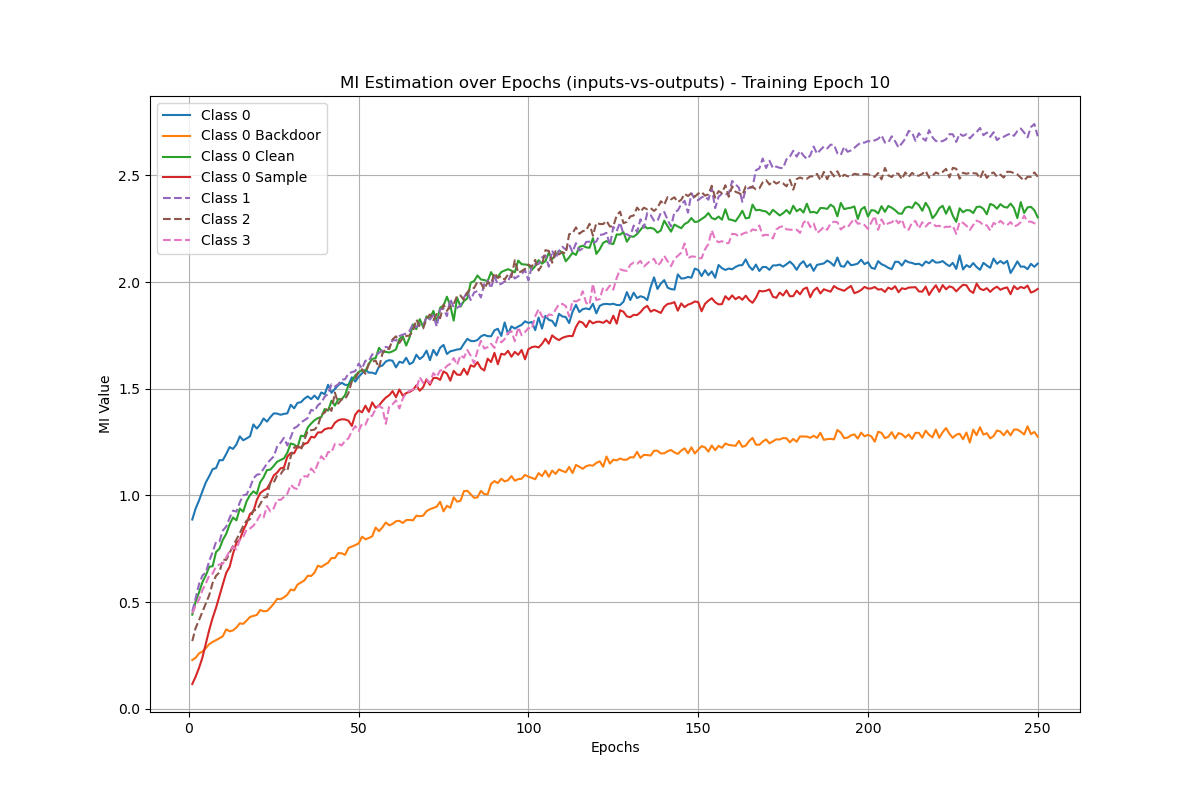 MI Estimation over Epochs (inputs-vs-outputs) - Training Epoch 10
Class 0
Class 0 Backdoor
Class 0 Clean
Class 0 Sample
Class 1
Class 2
Class 3
MI Value
2.5
2.0
1.5
1.0
0.5
0.0
0 50 100 150 200 250
Epochs